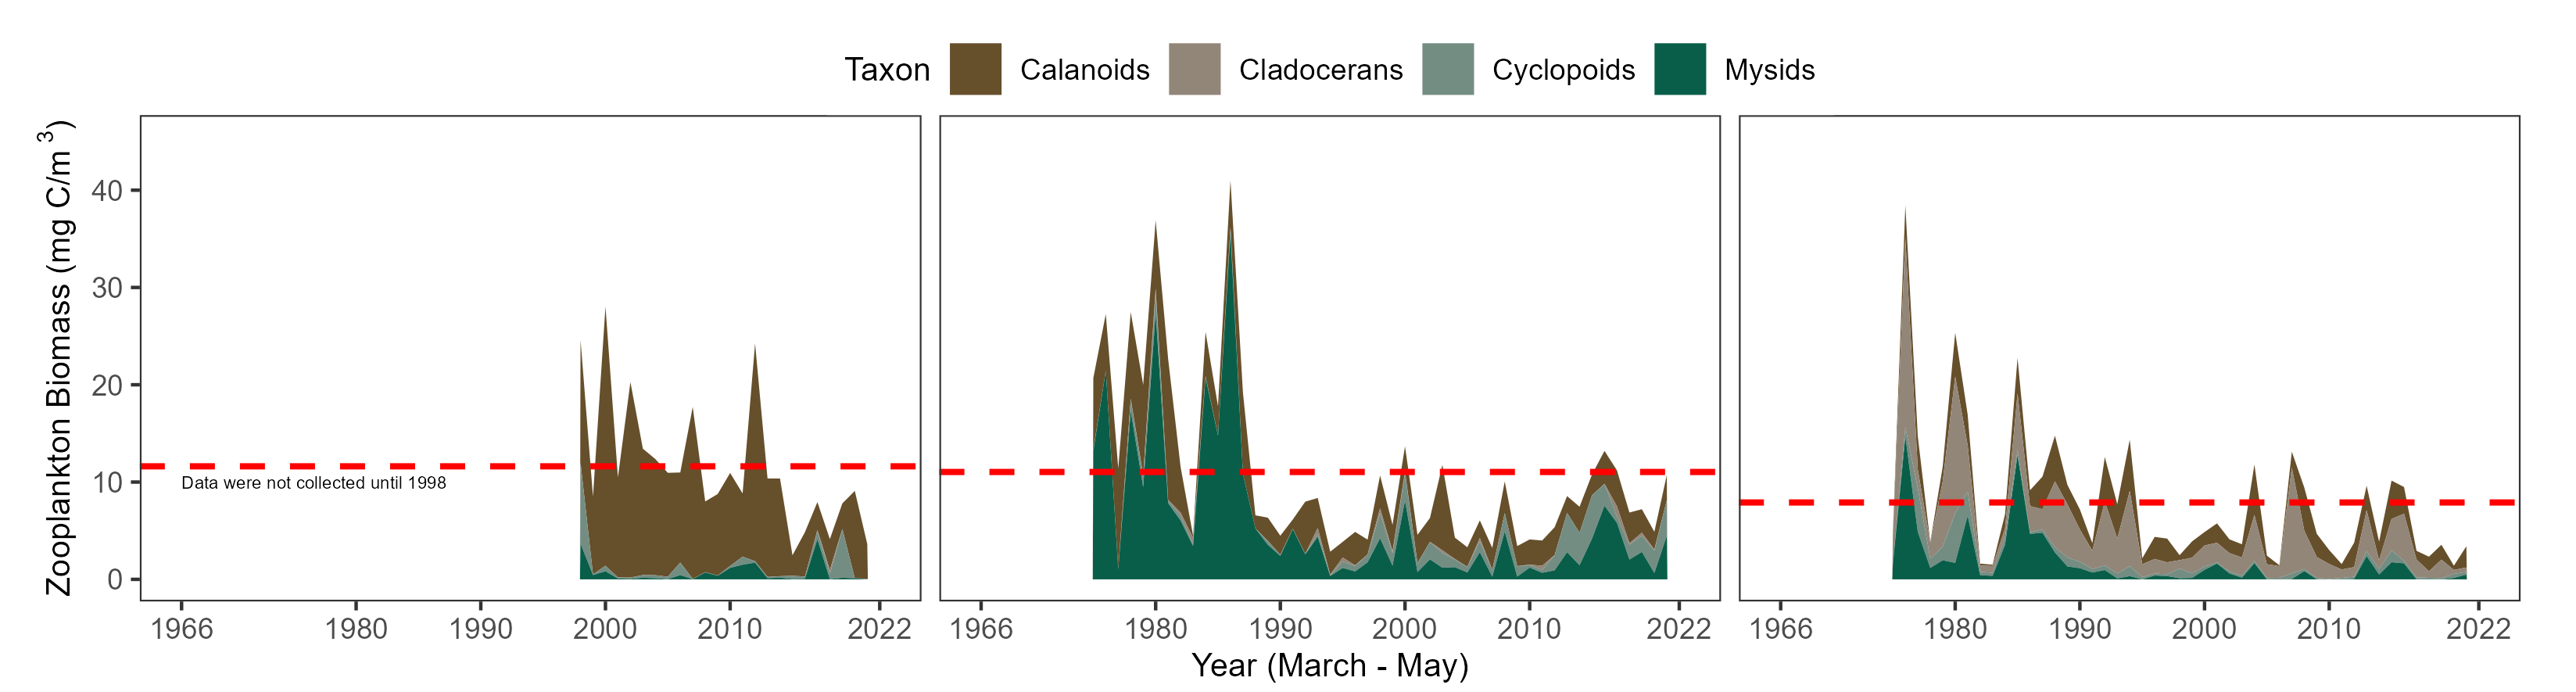 Taxon Calanoids Cladocerans Cyclopoids Mysids
Zooplankton Biomass (mg C/m³)
40
30
20
10
0
Data were not collected until 1998
1966 1980 1990 2000 2010 2022
1966 1980 1990 2000 2010 2022
1966 1980 1990 2000 2010 2022
Year (March - May)